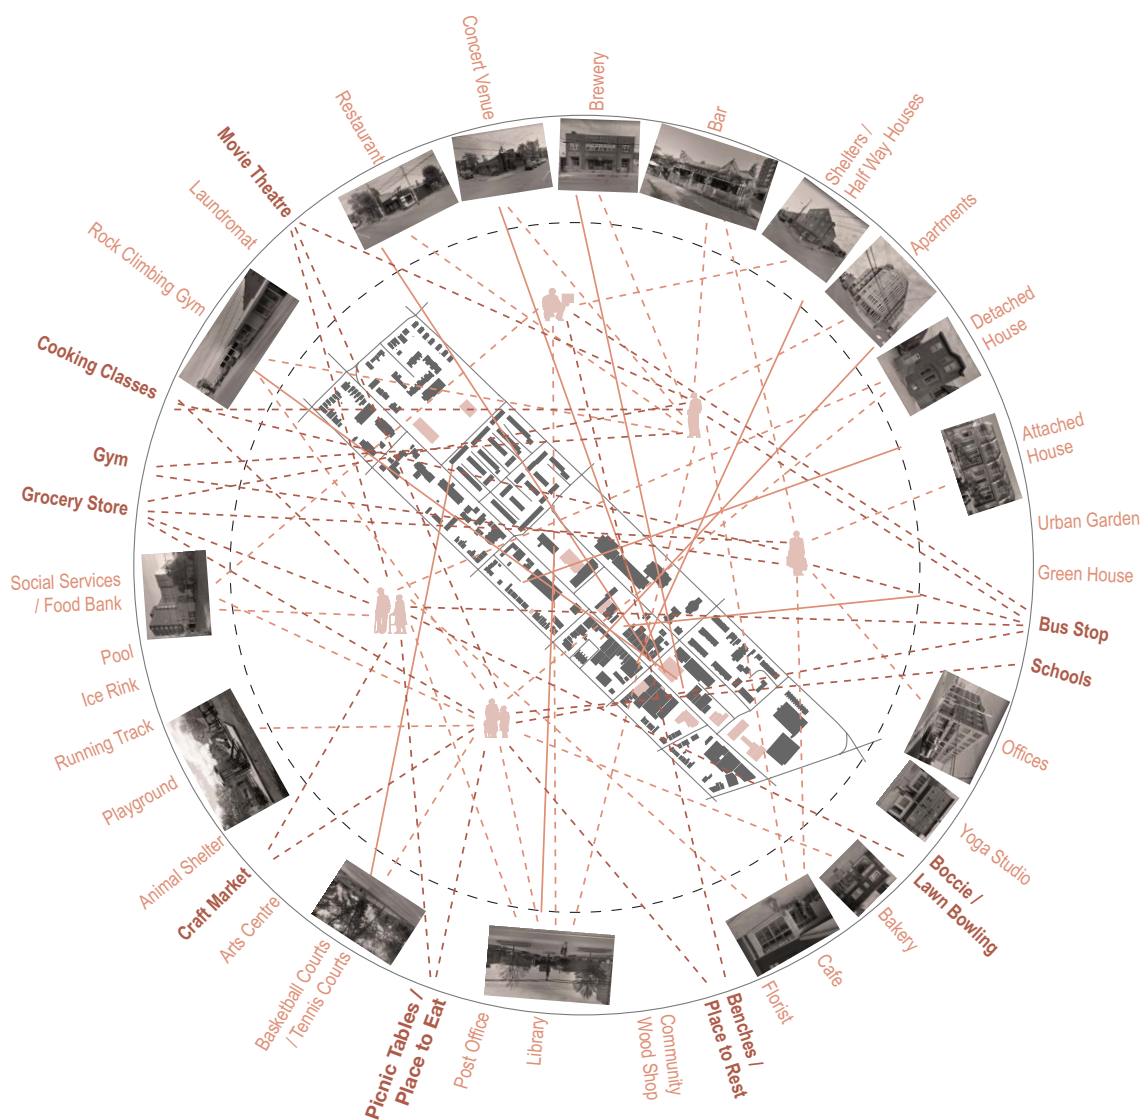 Concert Venue
Brewery
Bar
Shelters /
Half Way Houses
Apartments
Detached
House
Attached
House
Urban Garden
Green House
Bus Stop
Schools
Offices
Yoga Studio
Boccie /
Lawn Bowling
Bakery
Cafe
Florist
Benches /
Place to Rest
Community
Wood Shop
Library
Post Office
Picnic Tables /
Place to Eat
Basketball Courts
/ Tennis Courts
Arts Centre
Craft Market
Animal Shelter
Playground
Running Track
Ice Rink
Pool
Social Services
/ Food Bank
Grocery Store
Gym
Cooking Classes
Rock Climbing Gym
Laundromat
Movie Theatre
Restaurant